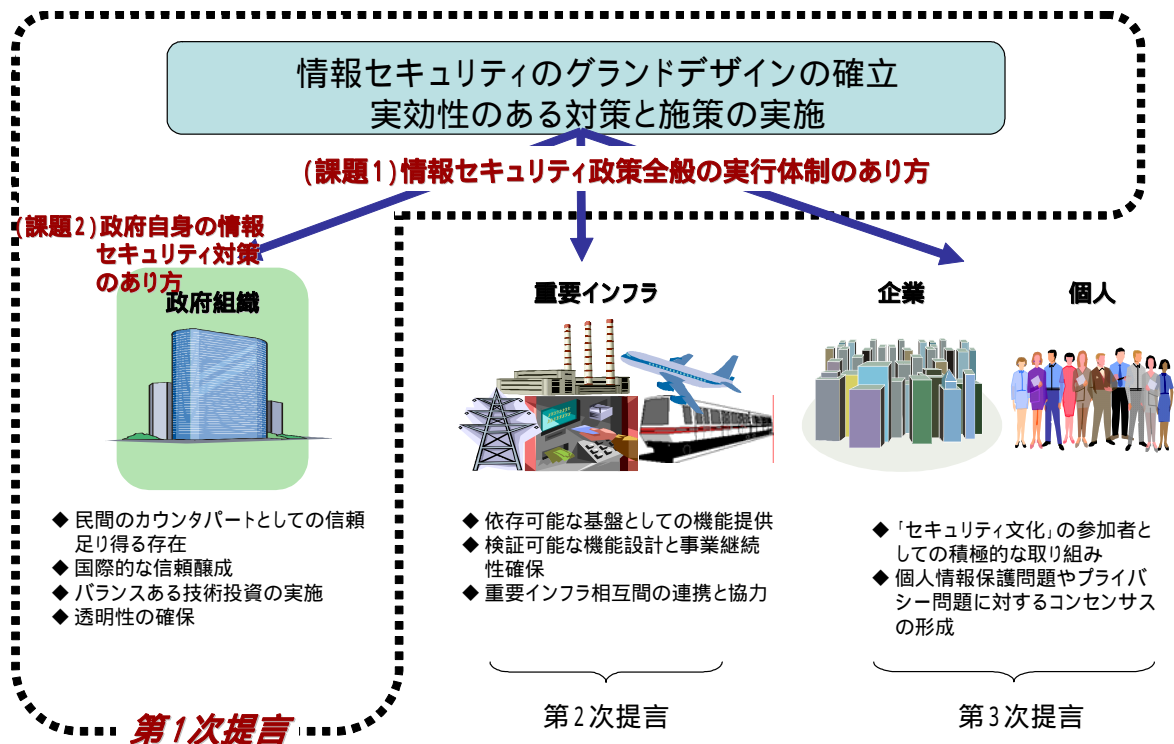 情報セキュリティのグランドデザインの確立
実効性のある対策と施策の実施
(課題1)情報セキュリティ政策全般の実行体制のあり方
(課題2)政府自身の情報
セキュリティ対策
のあり方
政府組織
重要インフラ
企業
個人
◆ 民間のカウンタパートとしての信頼
足り得る存在
◆ 国際的な信頼醸成
◆ バランスある技術投資の実施
◆ 透明性の確保
◆ 依存可能な基盤としての機能提供
◆ 検証可能な機能設計と事業継続
性確保
◆ 重要インフラ相互間の連携と協力
◆ 「セキュリティ文化」の参加者と
しての積極的な取り組み
◆ 個人情報保護問題やプライバ
シー問題に対するコンセンサス
の形成
第1次提言
第2次提言
第3次提言